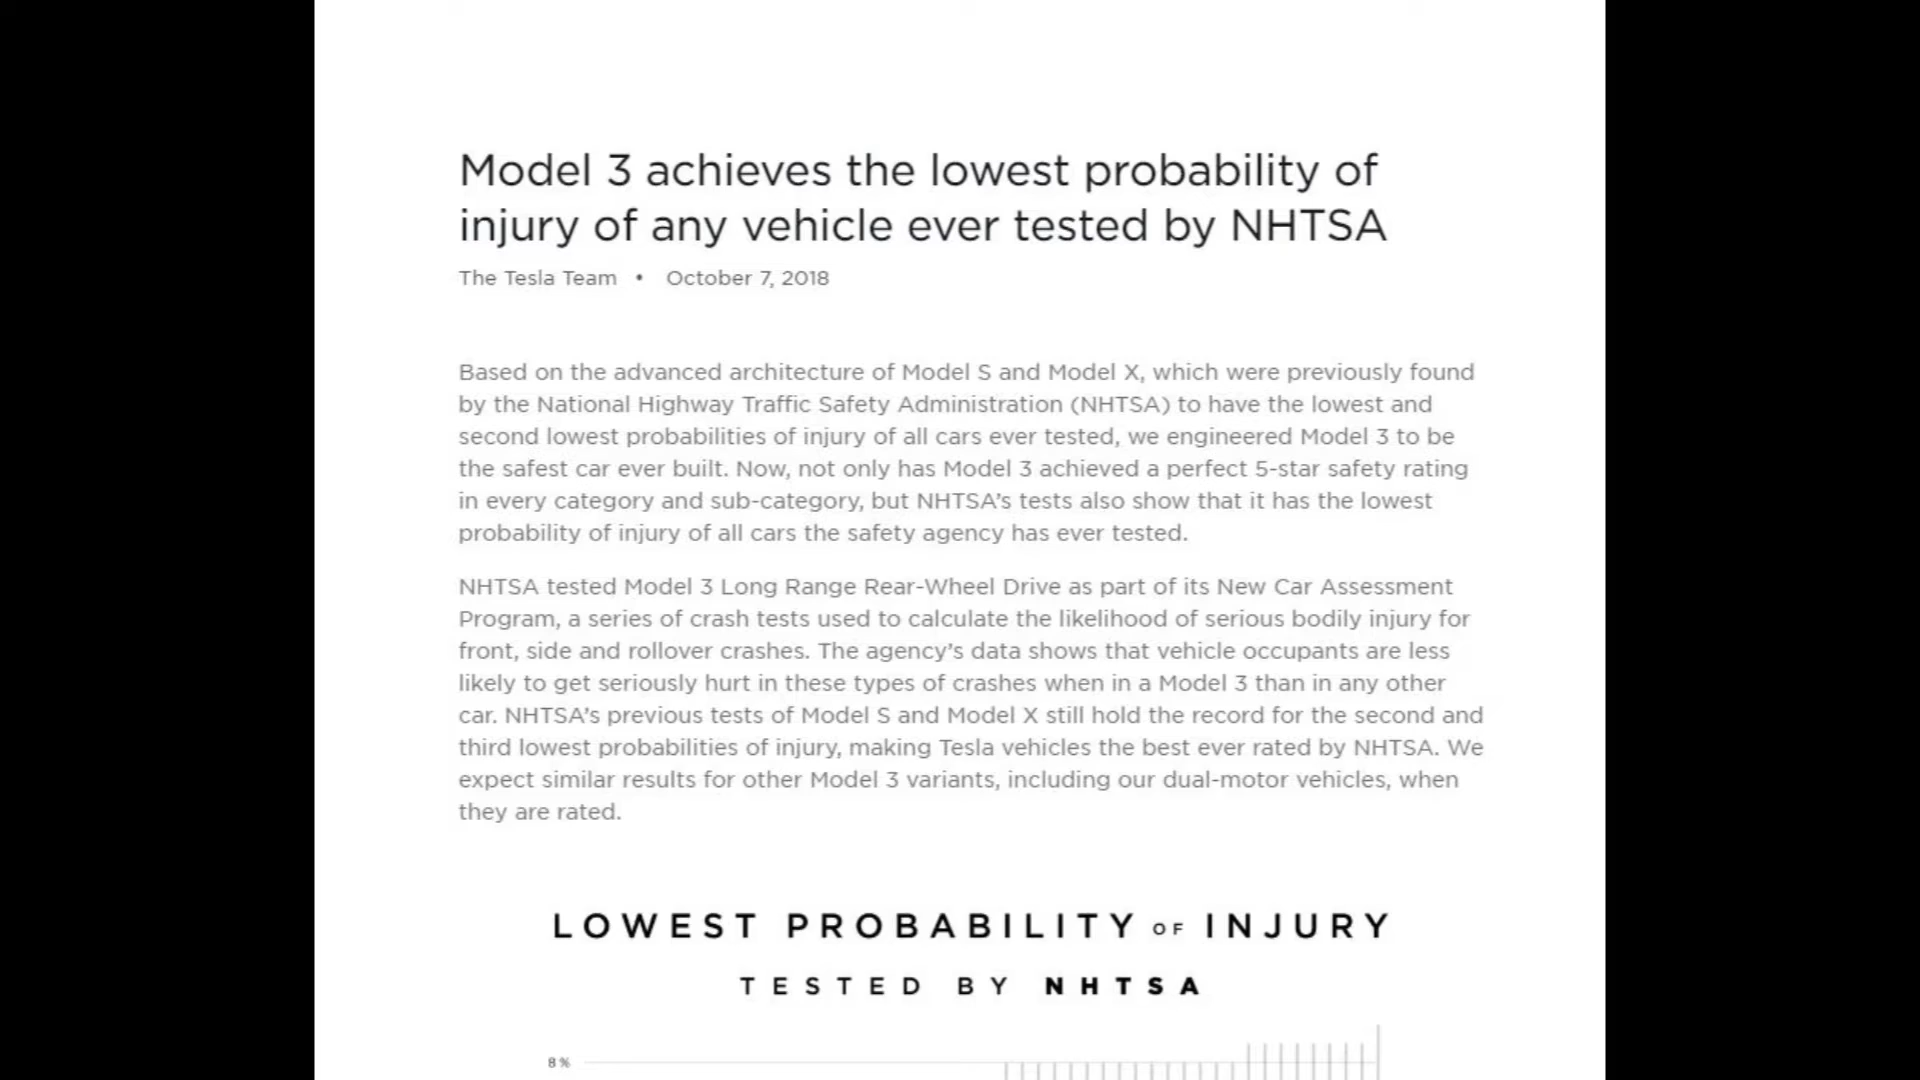 Model 3 achieves the lowest probability of
injury of any vehicle ever tested by NHTSA
The Tesla Team • October 7, 2018
Based on the advanced architecture of Model S and Model X, which were previously found
by the National Highway Traffic Safety Administration (NHTSA) to have the lowest and
second lowest probabilities of injury of all cars ever tested, we engineered Model 3 to be
the safest car ever built. Now, not only has Model 3 achieved a perfect 5-star safety rating
in every category and sub-category, but NHTSA’s tests also show that it has the lowest
probability of injury of all cars the safety agency has ever tested.
NHTSA tested Model 3 Long Range Rear-Wheel Drive as part of its New Car Assessment
Program, a series of crash tests used to calculate the likelihood of serious bodily injury for
front, side and rollover crashes. The agency’s data shows that vehicle occupants are less
likely to get seriously hurt in these types of crashes when in a Model 3 than in any other
car. NHTSA’s previous tests of Model S and Model X still hold the record for the second and
third lowest probabilities of injury, making Tesla vehicles the best ever rated by NHTSA. We
expect similar results for other Model 3 variants, including our dual-motor vehicles, when
they are rated.
LOWEST PROBABILITY OF INJURY
TESTED BY NHTSA
8%